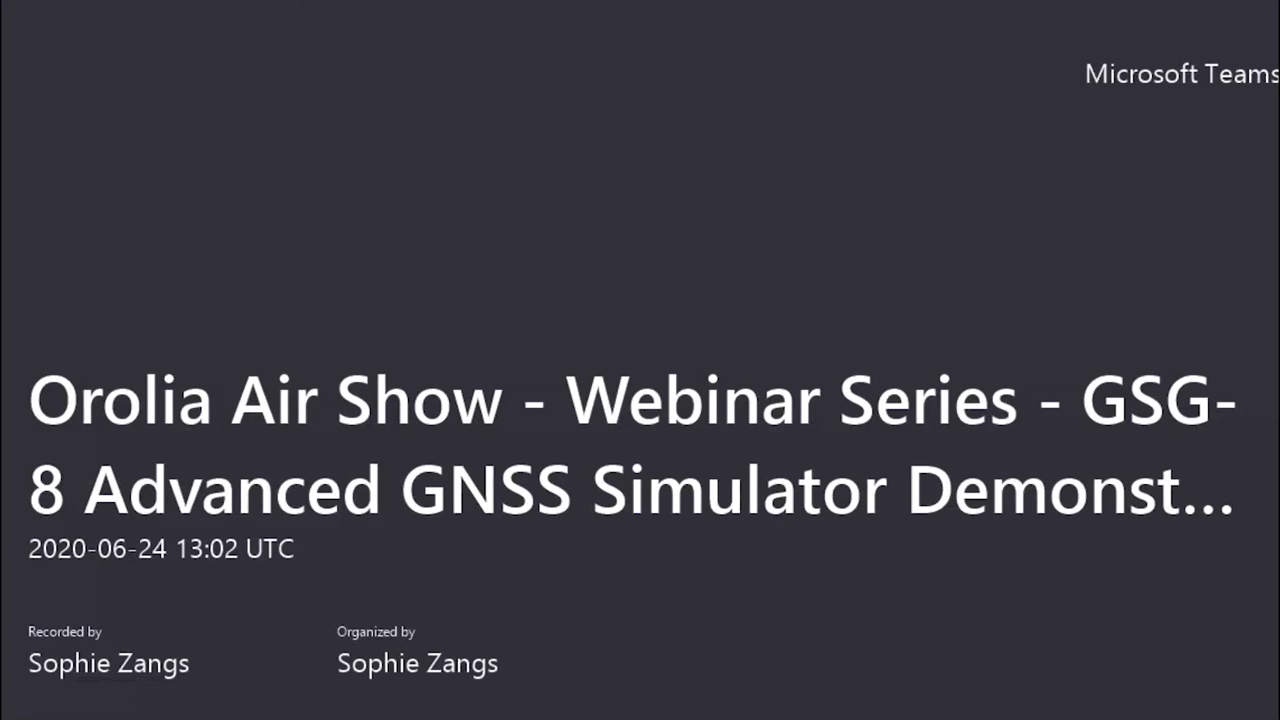 Microsoft Teams
Orolia Air Show - Webinar Series - GSG-
8 Advanced GNSS Simulator Demonst...
2020-06-24 13:02 UTC
Recorded by
Sophie Zangs
Organized by
Sophie Zangs